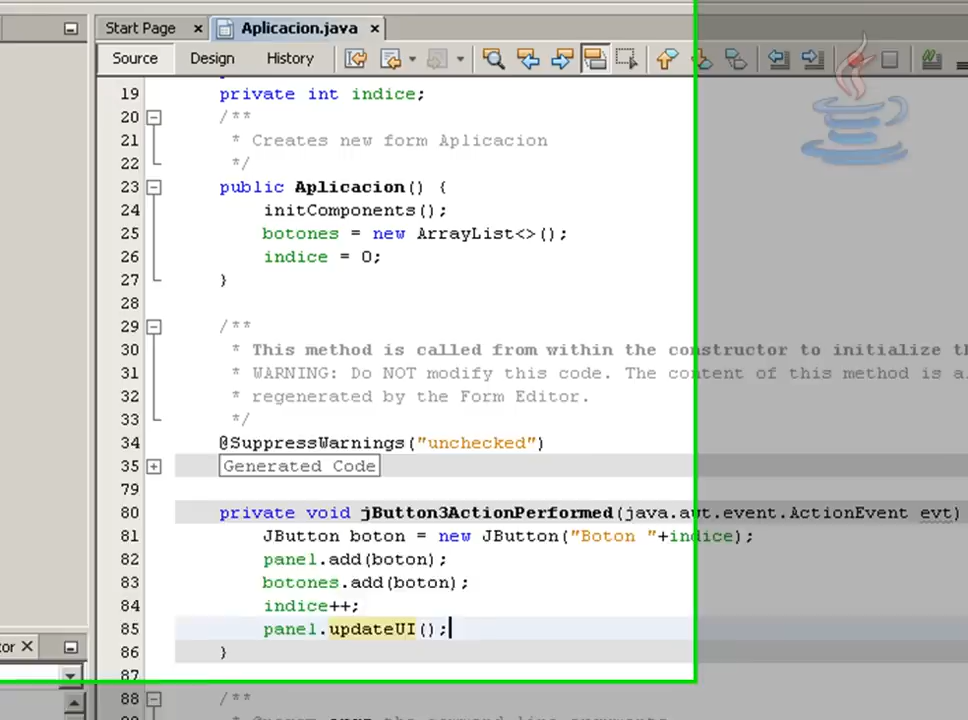 Start Page × Aplicacion.java ×
Source Design History
19 private int indice;
20 /**
21 * Creates new form Aplicacion
22 */
23 public Aplicacion() {
24 initComponents();
25 botones = new ArrayList<>();
26 indice = 0;
27 }
28
29 /**
30 * This method is called from within the constructor to initialize th
31 * WARNING: Do NOT modify this code. The content of this method is a
32 * regenerated by the Form Editor.
33 */
34 @SuppressWarnings("unchecked")
35 Generated Code
79
80 private void jButton3ActionPerformed(java.awt.event.ActionEvent evt)
81 JButton boton = new JButton("Boton "+indice);
82 panel.add(boton);
83 botones.add(boton);
84 indice++;
85 panel.updateUI();
86 }
tor ×
87
88 /**